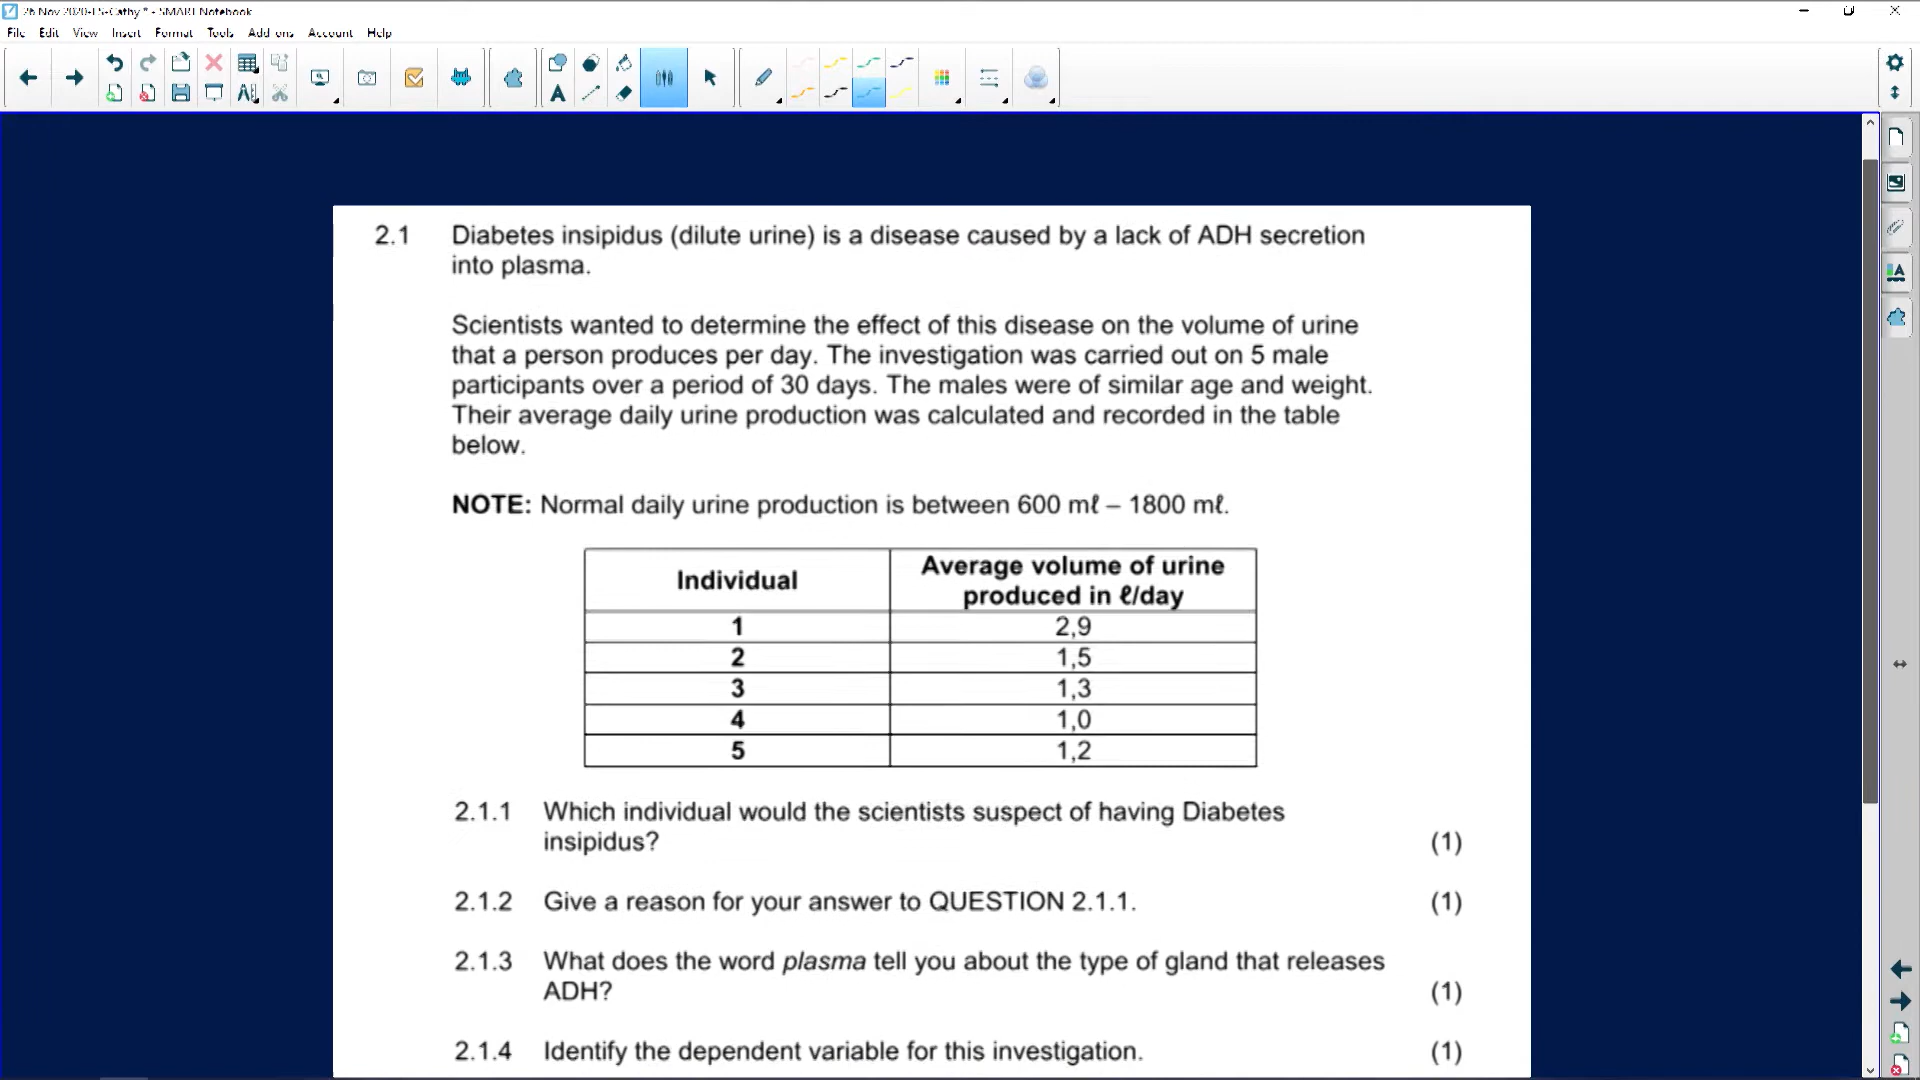 26 Nov 2020+LS+Cathy * - SMART Notebook
File Edit View Insert Format Tools Add-ons Account Help
2.1 Diabetes insipidus (dilute urine) is a disease caused by a lack of ADH secretion
into plasma.
Scientists wanted to determine the effect of this disease on the volume of urine
that a person produces per day. The investigation was carried out on 5 male
participants over a period of 30 days. The males were of similar age and weight.
Their average daily urine production was calculated and recorded in the table
below.
NOTE: Normal daily urine production is between 600 mℓ – 1800 mℓ.
Individual Average volume of urine
produced in ℓ/day
1 2,9
2 1,5
3 1,3
4 1,0
5 1,2
2.1.1 Which individual would the scientists suspect of having Diabetes
insipidus? (1)
2.1.2 Give a reason for your answer to QUESTION 2.1.1. (1)
2.1.3 What does the word plasma tell you about the type of gland that releases
ADH? (1)
2.1.4 Identify the dependent variable for this investigation. (1)